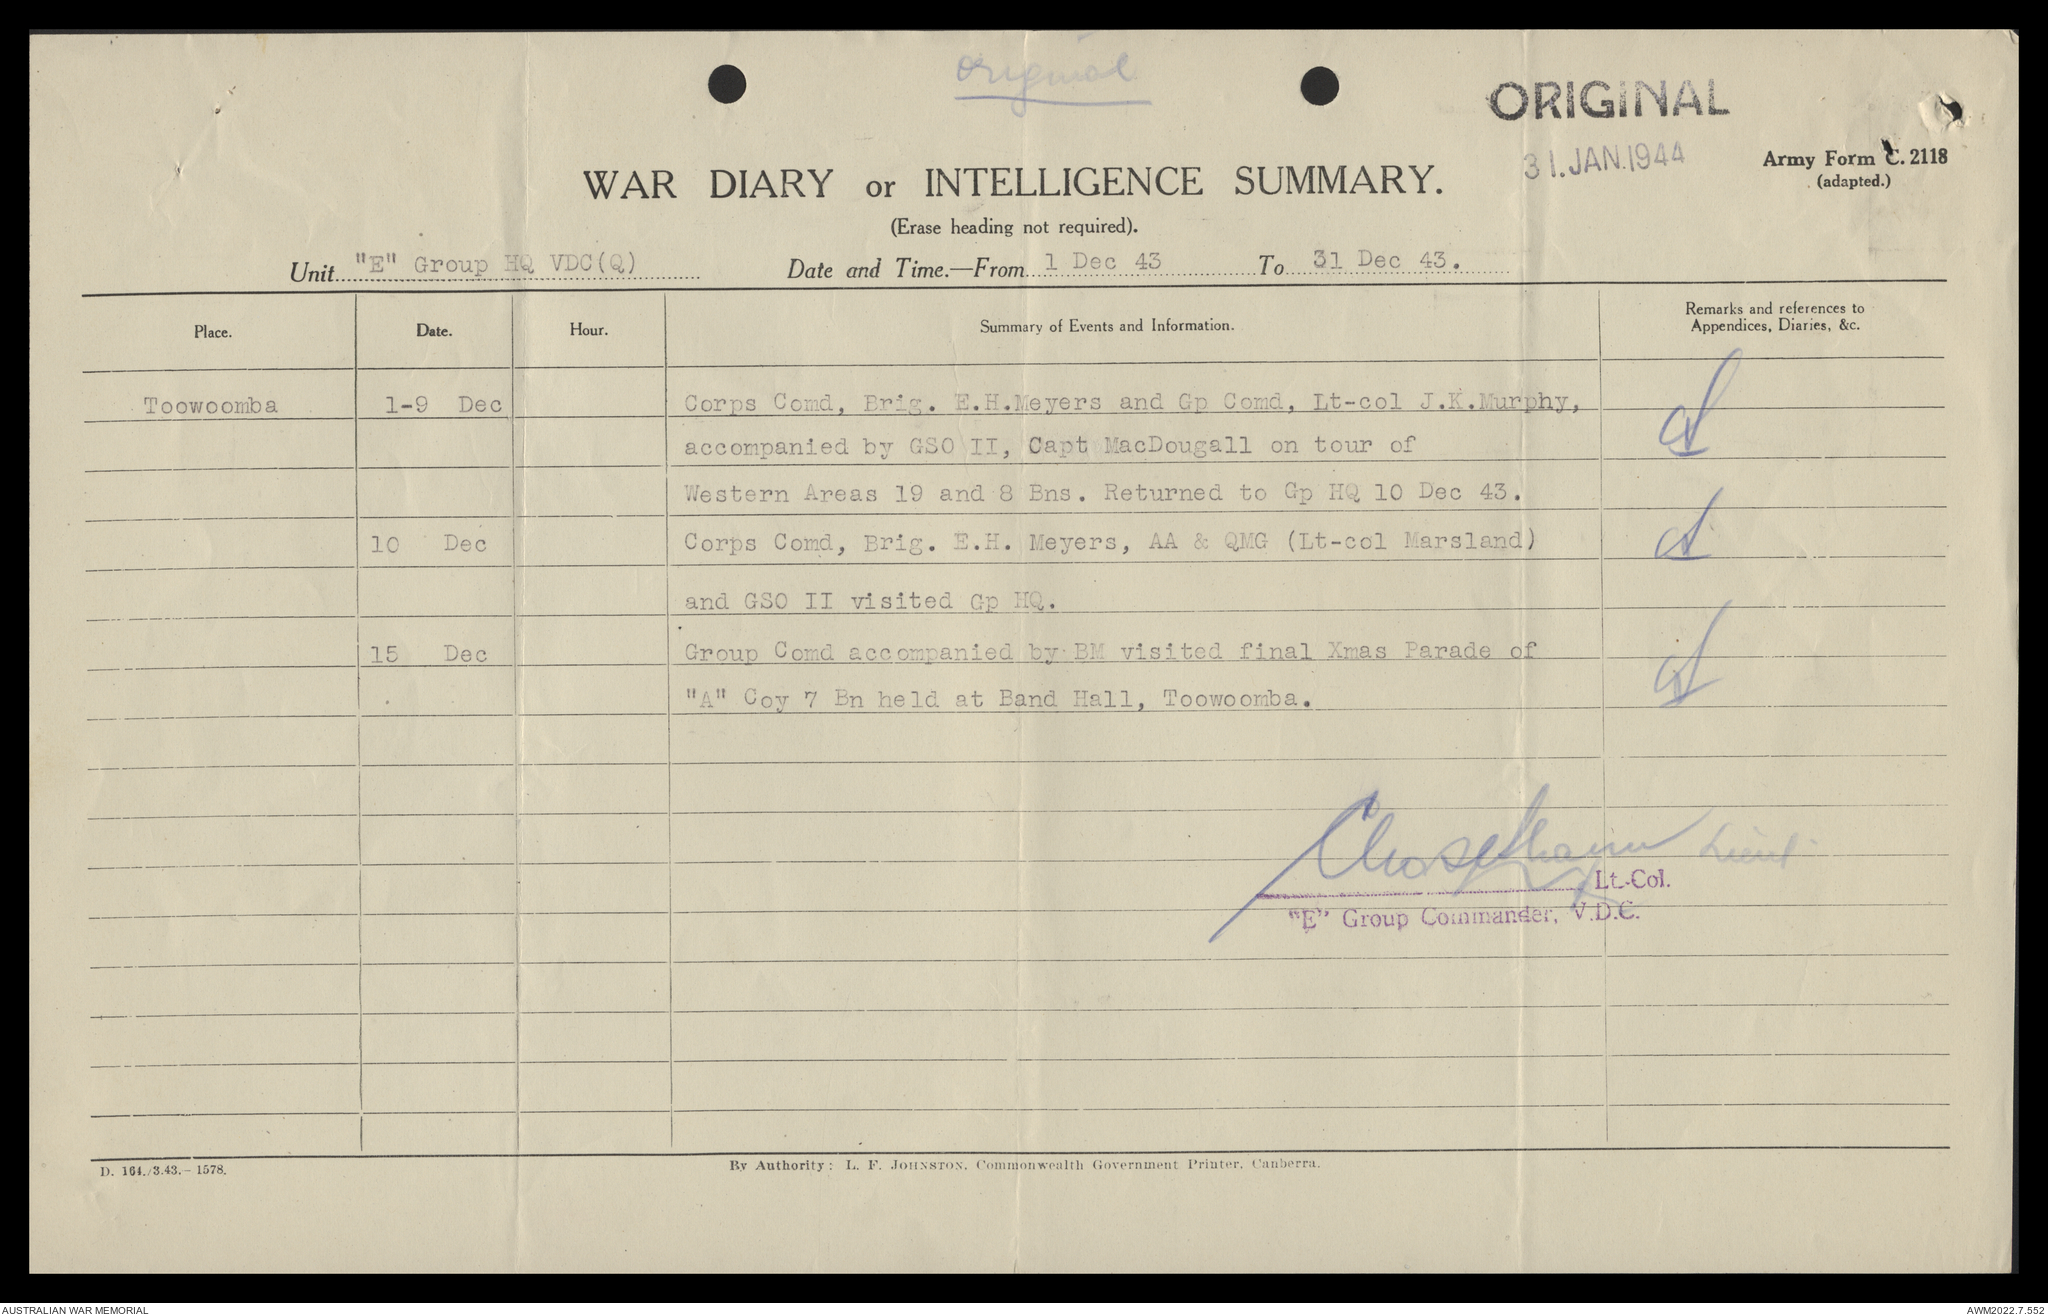 original
ORIGINAL
31.JAN.1944
Army Form C. 2118
(adapted.)
WAR DIARY or INTELLIGENCE SUMMARY.
(Erase heading not required).
Unit "E" Group HQ VDC(Q) Date and Time.—From 1 Dec 43 To 31 Dec 43.
Place. Date. Hour. Summary of Events and Information. Remarks and references to
Appendices, Diaries, &c.
Toowoomba 1-9 Dec Corps Comd, Brig. E.H.Meyers and Gp Comd, Lt-col J.K.Murphy,
accompanied by GSO II, Capt MacDougall on tour of
Western Areas 19 and 8 Bns. Returned to Gp HQ 10 Dec 43.
10 Dec Corps Comd, Brig. E.H. Meyers, AA & QMG (Lt-col Marsland)
and GSO II visited Gp HQ.
15 Dec Group Comd accompanied by BM visited final Xmas Parade of
"A" Coy 7 Bn held at Band Hall, Toowoomba.
Lieut
Lt-Col.
"E" Group Commander, V.D.C.
D. 164./3.43.— 1578.
By Authority: L. F. JOHNSTON, Commonwealth Government Printer, Canberra.
AUSTRALIAN WAR MEMORIAL
AWM2022.7.552